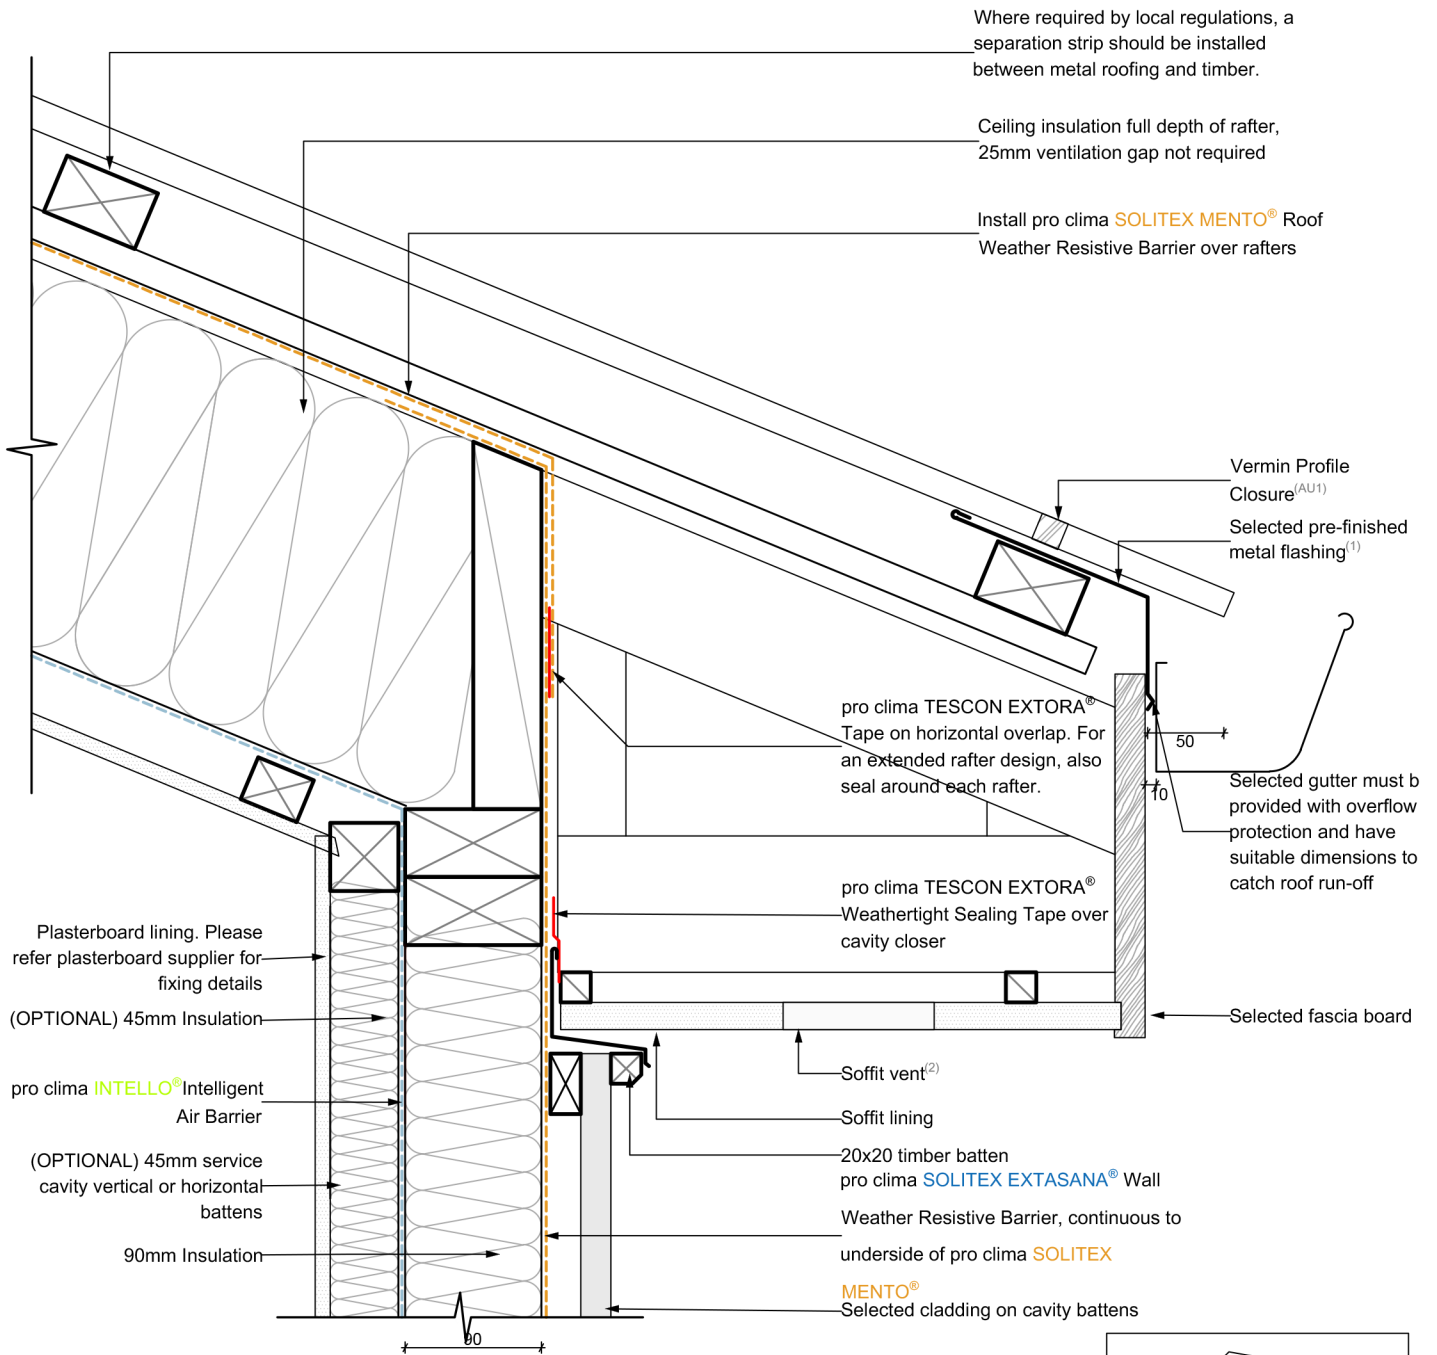 Where required by local regulations, a
separation strip should be installed
between metal roofing and timber.
Ceiling insulation full depth of rafter,
25mm ventilation gap not required
Install pro clima SOLITEX MENTO® Roof
Weather Resistive Barrier over rafters
Vermin Profile
Closure(AU1)
Selected pre-finished
metal flashing(1)
pro clima TESCON EXTORA®
Tape on horizontal overlap. For
an extended rafter design, also
seal around each rafter.
50
10
Selected gutter must b
provided with overflow
protection and have
suitable dimensions to
catch roof run-off
pro clima TESCON EXTORA®
Weathertight Sealing Tape over
cavity closer
Plasterboard lining. Please
refer plasterboard supplier for
fixing details
(OPTIONAL) 45mm Insulation
pro clima INTELLO®Intelligent
Air Barrier
(OPTIONAL) 45mm service
cavity vertical or horizontal
battens
90mm Insulation
Selected fascia board
Soffit vent(2)
Soffit lining
20x20 timber batten
pro clima SOLITEX EXTASANA® Wall
Weather Resistive Barrier, continuous to
underside of pro clima SOLITEX
MENTO®
Selected cladding on cavity battens
90